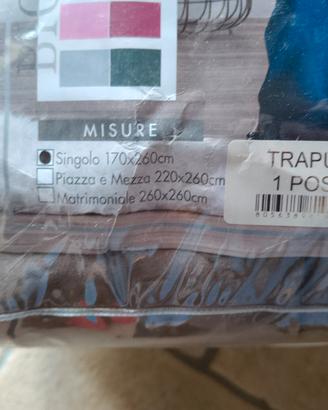 MISURE
Singolo 170x260cm
Piazza e Mezza 220x260cm
Matrimoniale 260x260cm
TRAPU
1 POS